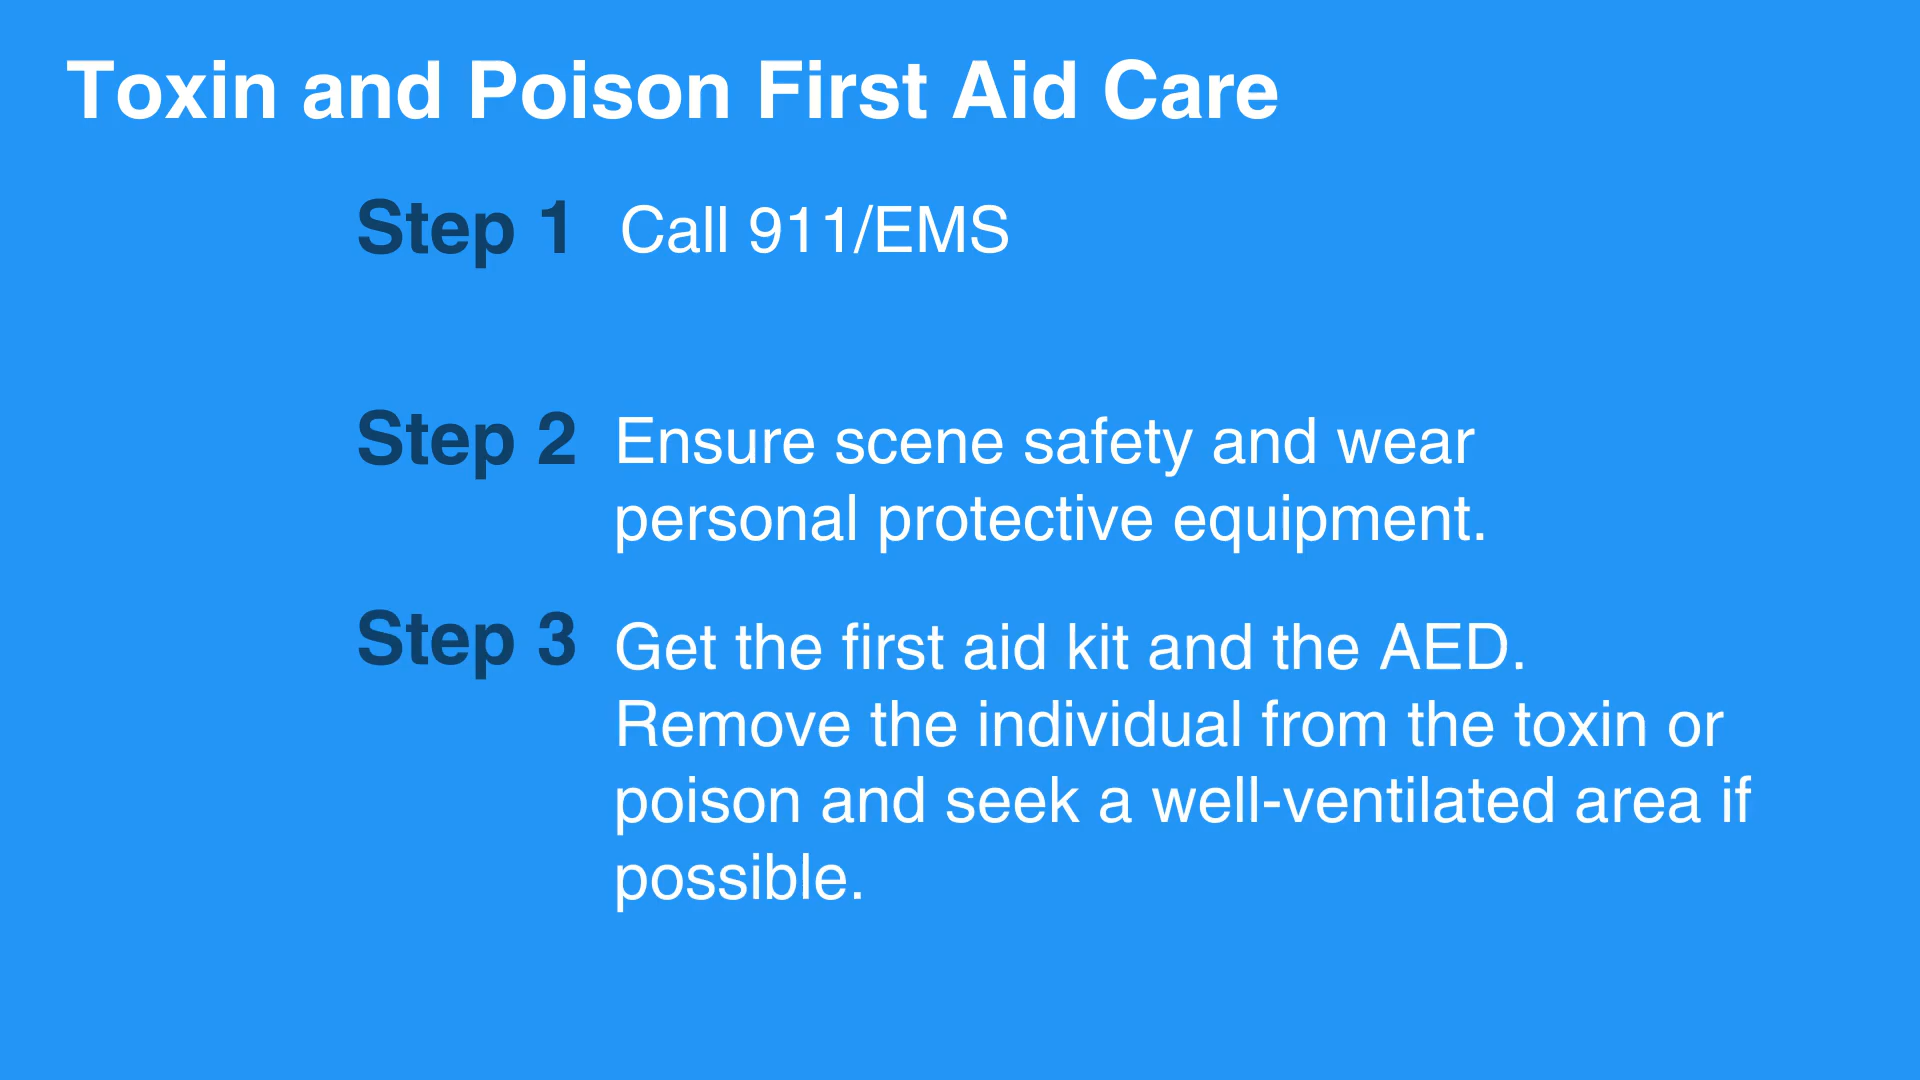 Toxin and Poison First Aid Care
Step 1 Call 911/EMS
Step 2 Ensure scene safety and wear
personal protective equipment.
Step 3 Get the first aid kit and the AED.
Remove the individual from the toxin or
poison and seek a well-ventilated area if
possible.